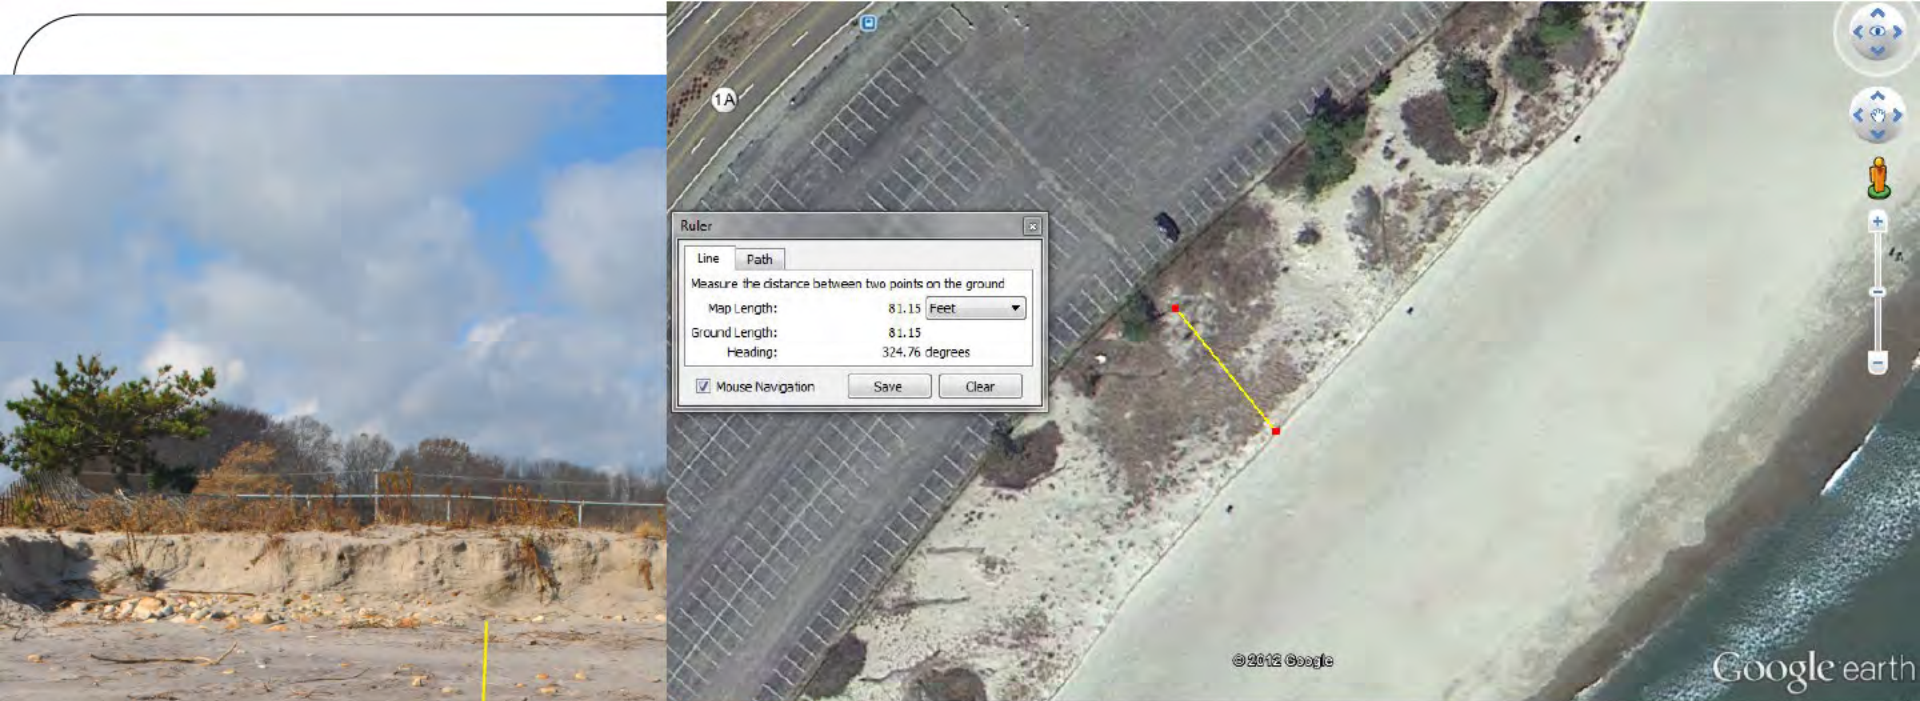 1A
Ruler
Line Path
Measure the distance between two points on the ground
Map Length: 81.15 Feet
Ground Length: 81.15
Heading: 324.76 degrees
Mouse Navigation Save Clear
© 2012 Google
Google earth